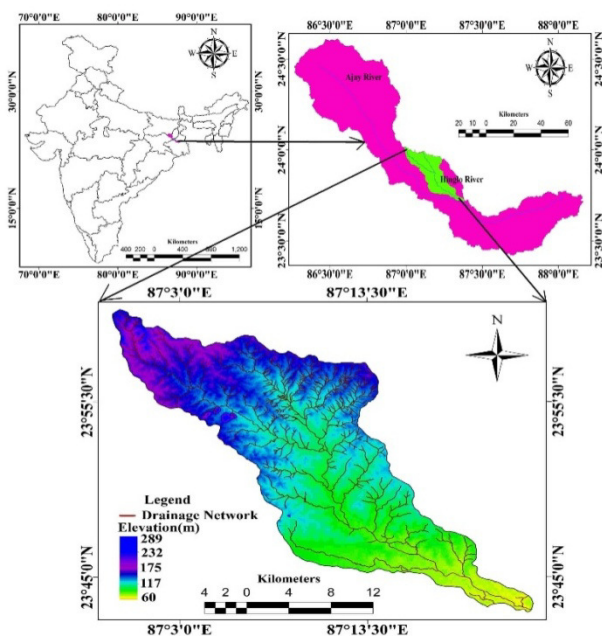 70°0'0"E 80°0'0"E 90°0'0"E
30°0'0"N
15°0'0"N
30°0'0"N
15°0'0"N
N
W E
S
Kilometers
400 200 0 400 800 1,200
70°0'0"E 80°0'0"E 90°0'0"E
86°30'0"E 87°0'0"E 87°30'0"E 88°0'0"E
24°30'0"N
24°0'0"N
23°30'0"N
24°30'0"N
24°0'0"N
23°30'0"N
Ajay River
N
W E
S
Kilometers
20 10 0 20 40 60
Hinglo River
86°30'0"E 87°0'0"E 87°30'0"E 88°0'0"E
87°3'0"E 87°13'30"E
23°55'30"N
23°45'0"N
23°55'30"N
23°45'0"N
N
Legend
Drainage Network
Elevation(m)
289
232
175
117
60
Kilometers
4 2 0 4 8 12
87°3'0"E 87°13'30"E